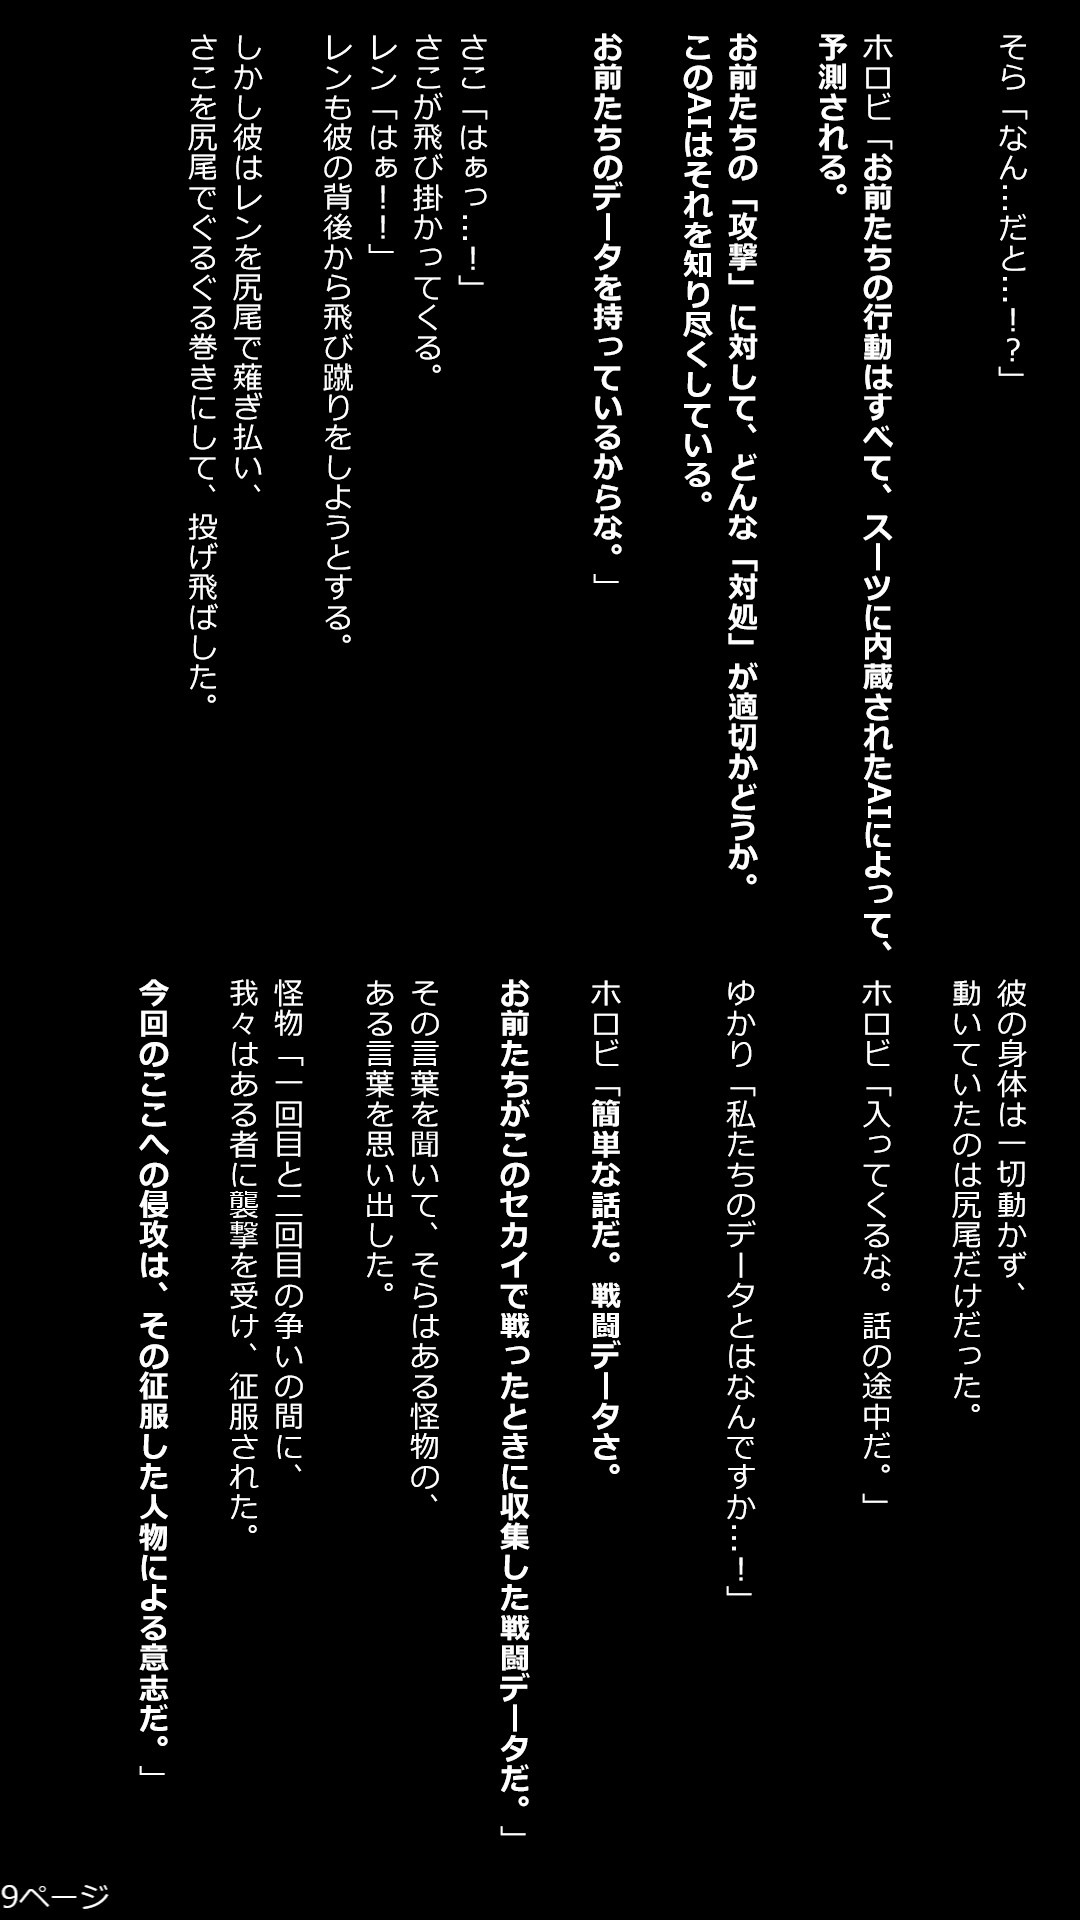 そら「なん…だと…！？」
ホロビ「お前たちの行動はすべて、スーツに内蔵されたAIによって、
予測される。
お前たちの「攻撃」に対して、どんな「対処」が適切かどうか。
このAIはそれを知り尽くしている。
お前たちのデータを持っているからな。」
さこ「はぁっ…！」
さこが飛び掛かってくる。
レン「はぁ！！」
レンも彼の背後から飛び蹴りをしようとする。
しかし彼はレンを尻尾で薙ぎ払い、
さこを尻尾でぐるぐる巻きにして、投げ飛ばした。
彼の身体は一切動かず、
動いていたのは尻尾だけだった。
ホロビ「入ってくるな。話の途中だ。」
ゆかり「私たちのデータとはなんですか…！」
ホロビ「簡単な話だ。戦闘データさ。
お前たちがこのセカイで戦ったときに収集した戦闘データだ。」
その言葉を聞いて、そらはある怪物の、
ある言葉を思い出した。
怪物「一回目と二回目の争いの間に、
我々はある者に襲撃を受け、征服された。
今回のここへの侵攻は、その征服した人物による意志だ。」
9ページ